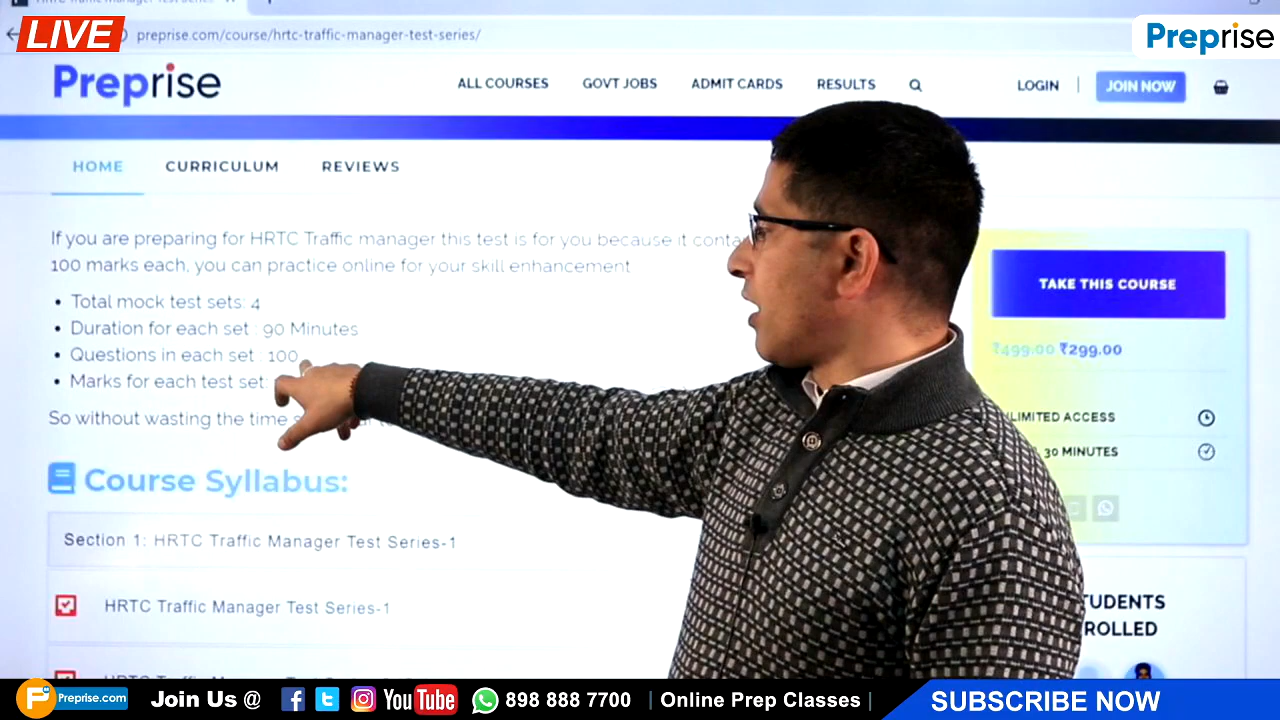 LIVE
preprise.com/course/hrtc-traffic-manager-test-series/
Preprise
Preprise
ALL COURSES GOVT JOBS ADMIT CARDS RESULTS LOGIN JOIN NOW
HOME CURRICULUM REVIEWS
If you are preparing for HRTC Traffic manager this test is for you because it
100 marks each, you can practice online for your skill enhancement
• Total mock test sets: 4
• Duration for each set : 90 Minutes
• Questions in each set : 100
• Marks for each test set:
So without wasting the time
TAKE THIS COURSE
₹499.00 ₹299.00
ACCESS
30 MINUTES
Course Syllabus:
Section 1: HRTC Traffic Manager Test Series-1
HRTC Traffic Manager Test Series-1
Preprise.com Join Us @ YouTube 898 888 7700 | Online Prep Classes | SUBSCRIBE NOW